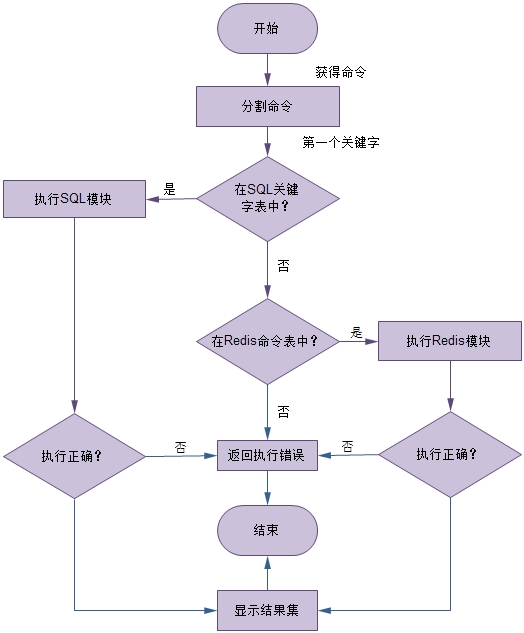 开始
获得命令
分割命令
第一个关键字
在SQL关键
字表中？
是
执行SQL模块
否
在Redis命令表中？
是
执行Redis模块
否
执行正确？
否
返回执行错误
否
执行正确？
结束
显示结果集